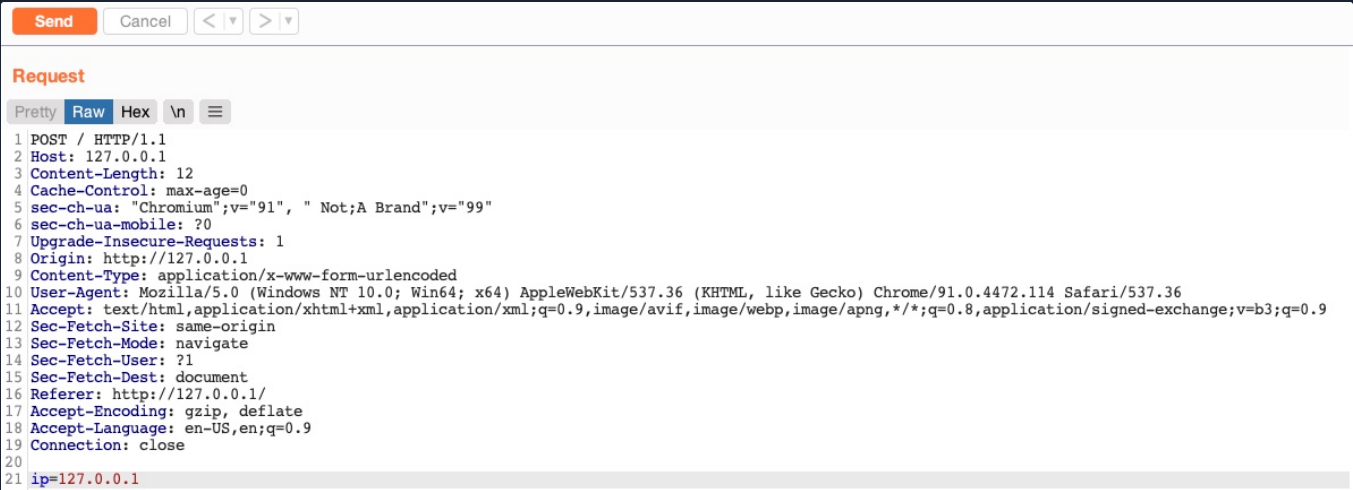 Send Cancel < ▼ > ▼
Request
Pretty Raw Hex \n ≡
1 POST / HTTP/1.1
2 Host: 127.0.0.1
3 Content-Length: 12
4 Cache-Control: max-age=0
5 sec-ch-ua: "Chromium";v="91", " Not;A Brand";v="99"
6 sec-ch-ua-mobile: ?0
7 Upgrade-Insecure-Requests: 1
8 Origin: http://127.0.0.1
9 Content-Type: application/x-www-form-urlencoded
10 User-Agent: Mozilla/5.0 (Windows NT 10.0; Win64; x64) AppleWebKit/537.36 (KHTML, like Gecko) Chrome/91.0.4472.114 Safari/537.36
11 Accept: text/html,application/xhtml+xml,application/xml;q=0.9,image/avif,image/webp,image/apng,*/*;q=0.8,application/signed-exchange;v=b3;q=0.9
12 Sec-Fetch-Site: same-origin
13 Sec-Fetch-Mode: navigate
14 Sec-Fetch-User: ?1
15 Sec-Fetch-Dest: document
16 Referer: http://127.0.0.1/
17 Accept-Encoding: gzip, deflate
18 Accept-Language: en-US,en;q=0.9
19 Connection: close
20
21 ip=127.0.0.1